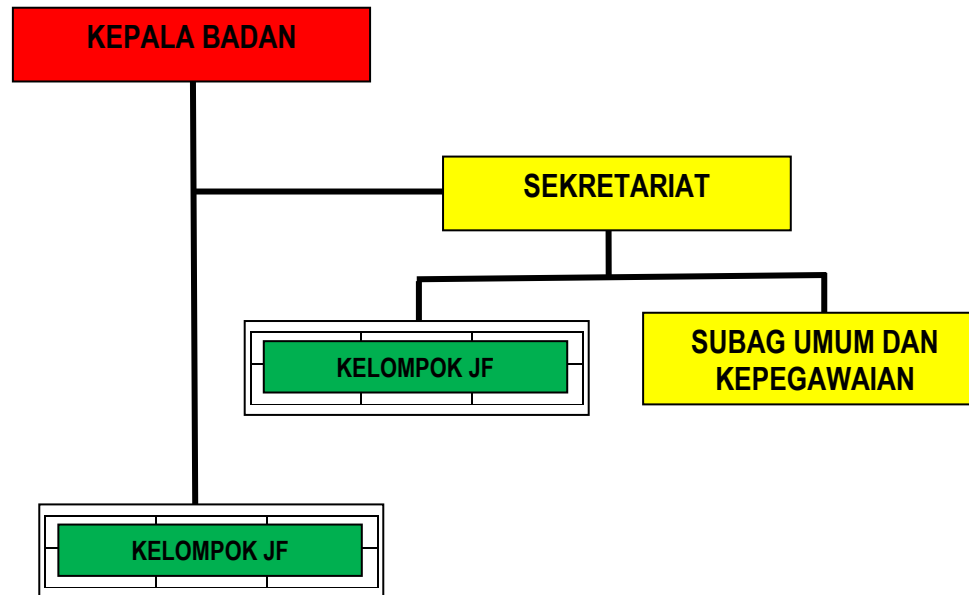 KEPALA BADAN
SEKRETARIAT
KELOMPOK JF
SUBAG UMUM DAN
KEPEGAWAIAN
KELOMPOK JF